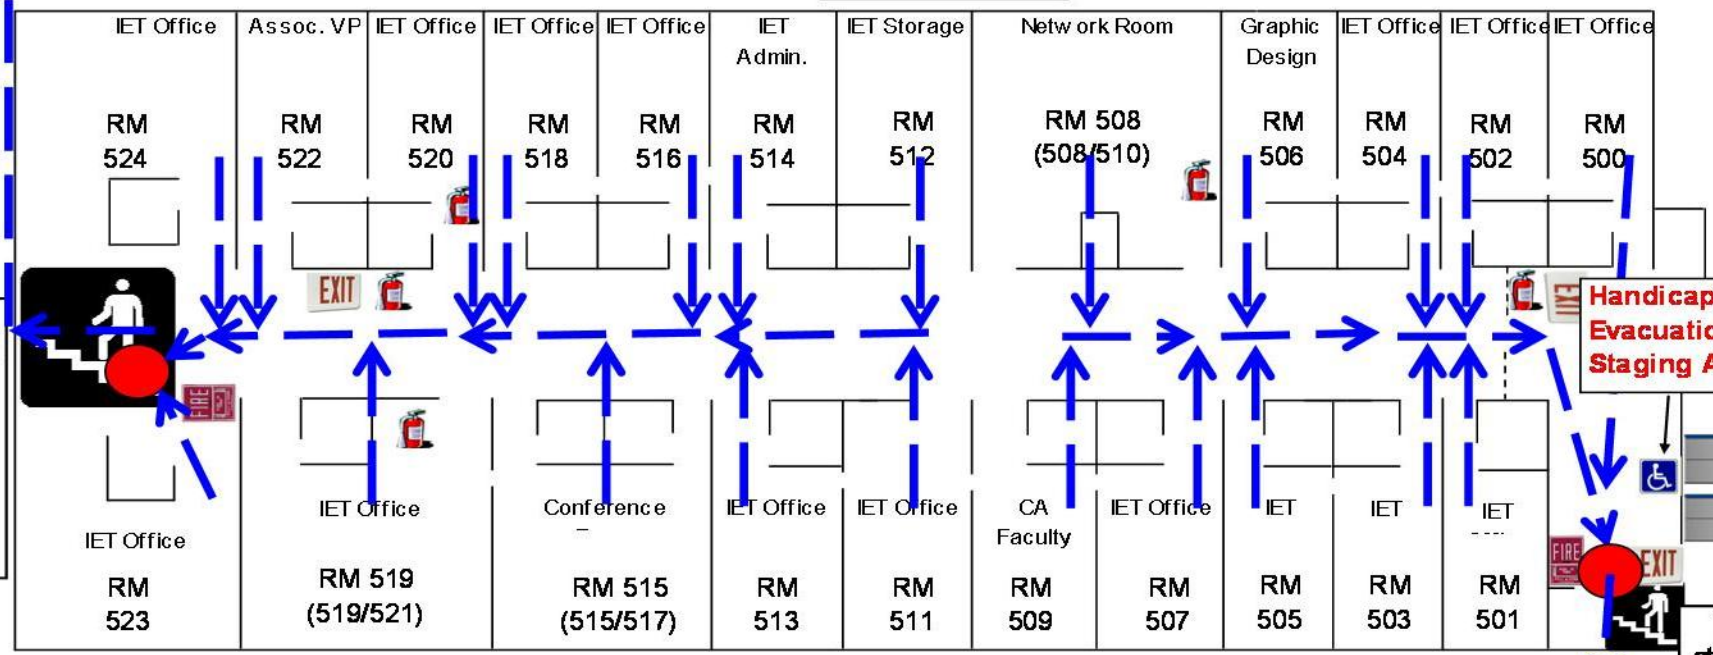 IET Office
Assoc. VP
IET Office
IET Office
IET Office
IET
Admin.
IET Storage
Network Room
Graphic
Design
IET Office
IET Office
IET Office
RM
524
RM
522
RM
520
RM
518
RM
516
RM
514
RM
512
RM 508
(508/510)
RM
506
RM
504
RM
502
RM
500
EXIT
EXI
Handicap
Evacuatio
Staging A
FIRE
IET Office
RM
523
IET Office
RM 519
(519/521)
Conference
RM 515
(515/517)
IET Office
RM
513
IET Office
RM
511
CA
Faculty
RM
509
IET Office
RM
507
IET
RM
505
IET
RM
503
IET
RM
501
FIRE
EXIT